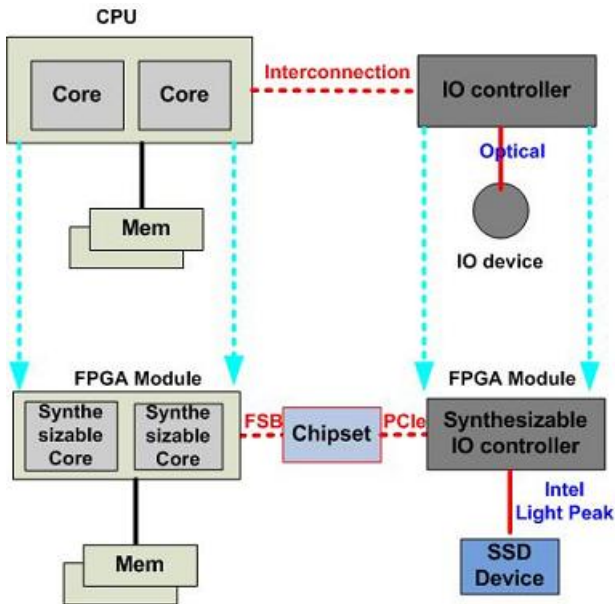 CPU
Core
Core
Interconnection
IO controller
Optical
Mem
IO device
FPGA Module
FPGA Module
Synthe
sizable
Core
Synthe
sizable
Core
FSB
Chipset
PCIe
Synthesizable
IO controller
Intel
Light Peak
Mem
SSD
Device